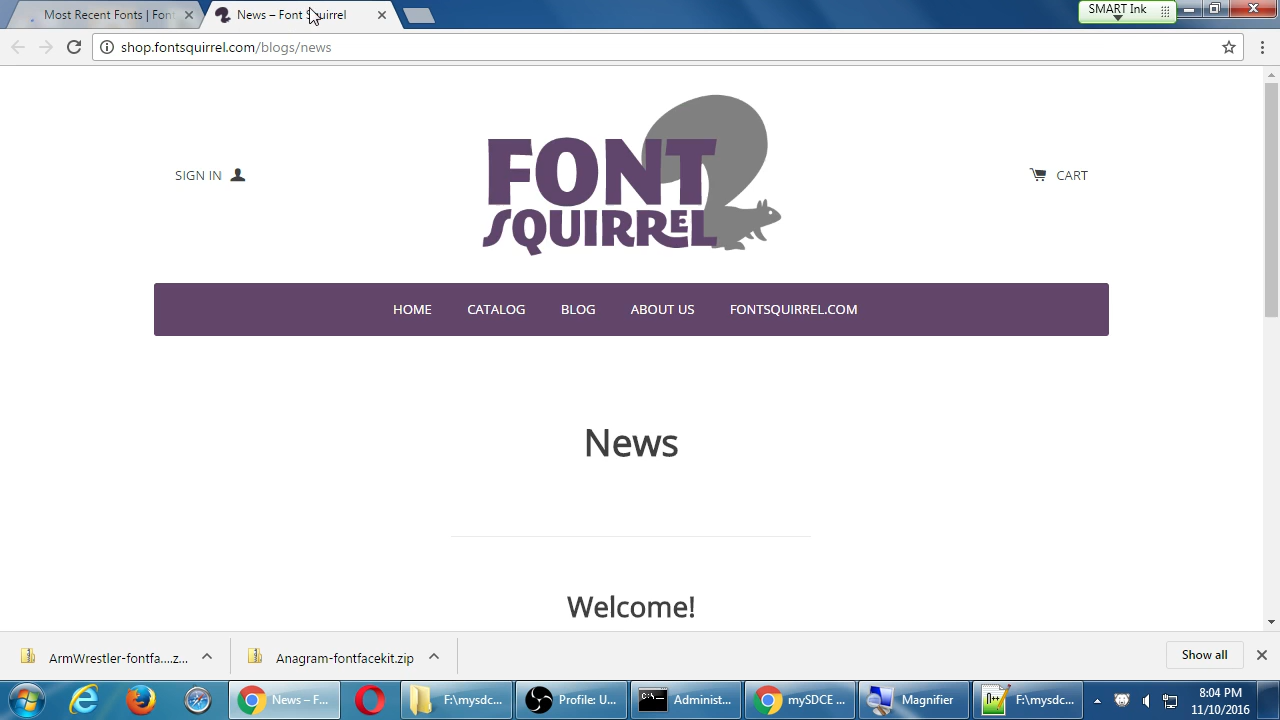 Most Recent Fonts | Font
News – Font Squirrel
SMART Ink
shop.fontsquirrel.com/blogs/news
SIGN IN
FONT
SQUIRREL
CART
HOME
CATALOG
BLOG
ABOUT US
FONTSQUIRREL.COM
News
Welcome!
ArmWrestler-fontfa....z...
Anagram-fontfacekit.zip
Show all
News – F...
F:\mysdc...
Profile: U...
Administ...
mySDCE ...
Magnifier
F:\mysdc...
8:04 PM
11/10/2016